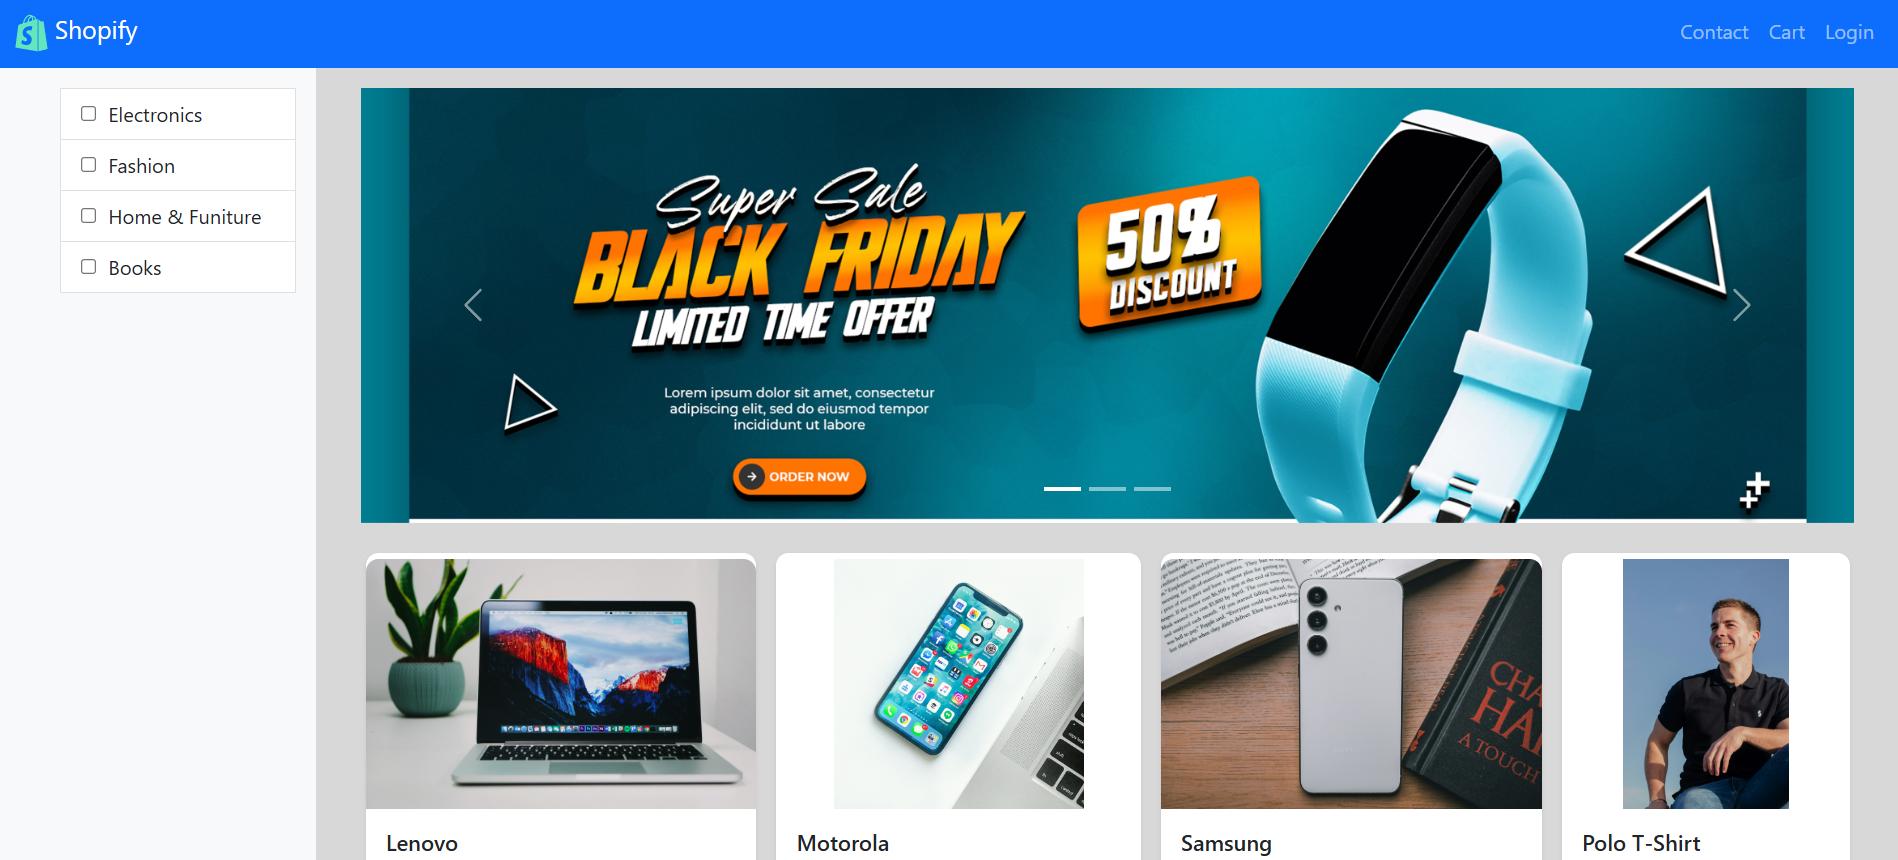 Shopify
Contact Cart Login
Electronics
Fashion
Home & Funiture
Books
Super Sale
BLACK FRIDAY
LIMITED TIME OFFER
50%
DISCOUNT
Lorem ipsum dolor sit amet, consectetur
adipiscing elit, sed do eiusmod tempor
incididunt ut labore
ORDER NOW
A TOUCH
Lenovo
Motorola
Samsung
Polo T-Shirt